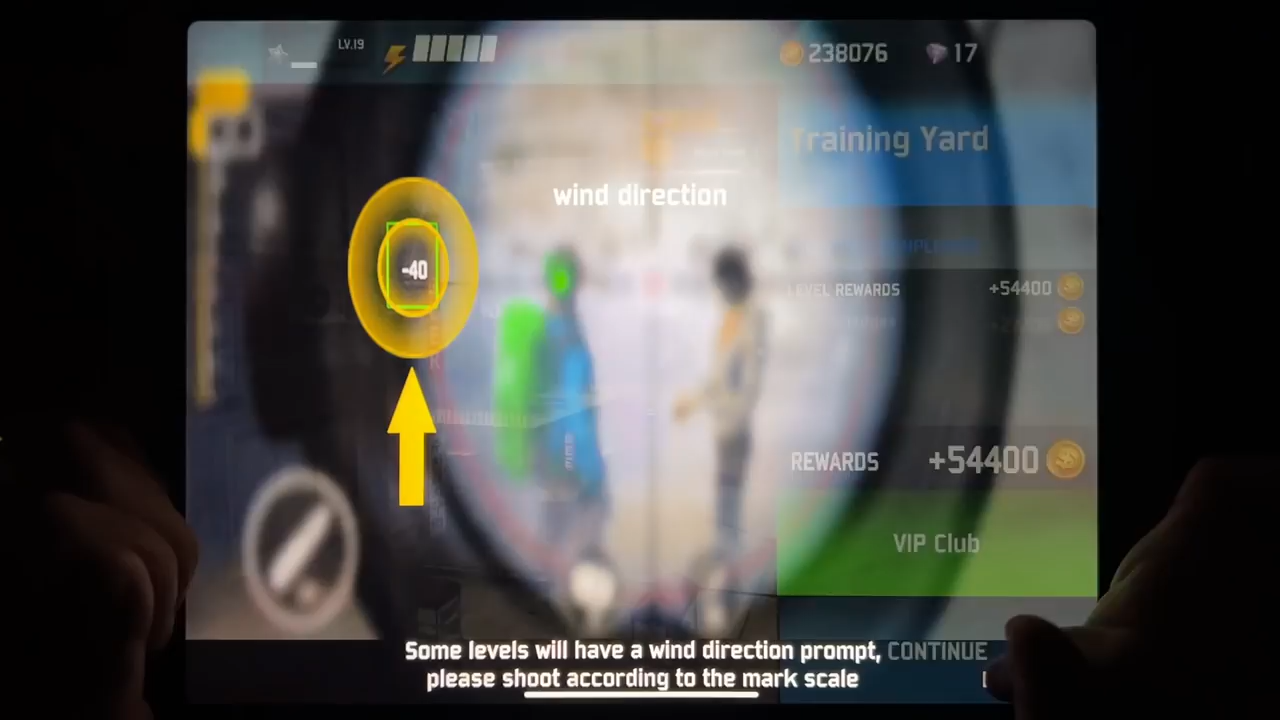 LV.19
238076
17
Training Yard
wind direction
-40
LEVEL REWARDS +54400
REWARDS +54400
VIP Club
Some levels will have a wind direction prompt,
please shoot according to the mark scale
CONTINUE